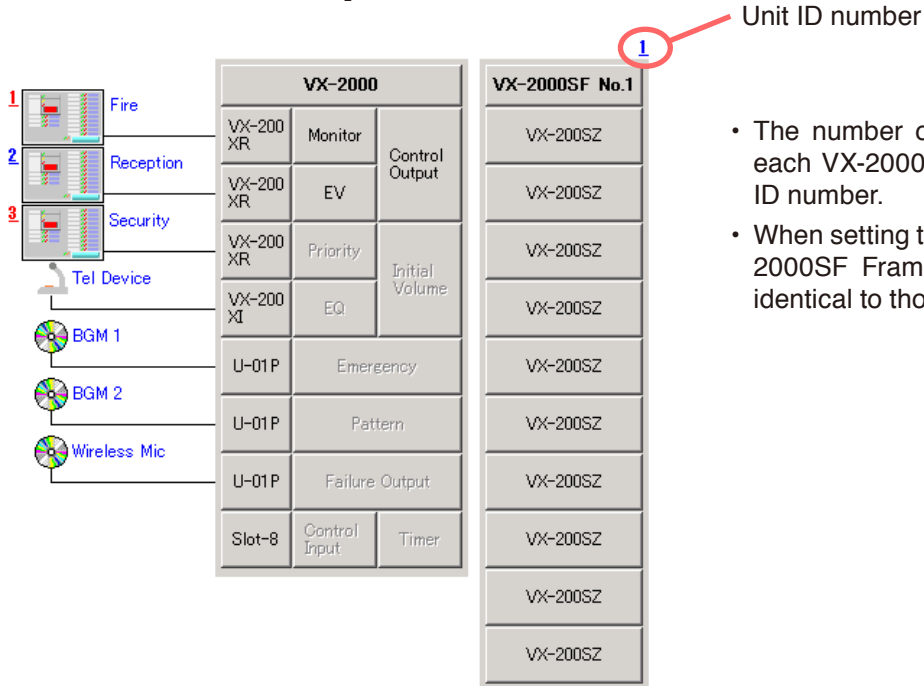 Unit ID number
1
VX-2000
VX-2000SF No.1
1
Fire
VX-200
XR
Monitor
Control
Output
VX-200SZ
2
Reception
VX-200
XR
EV
VX-200SZ
3
Security
VX-200
XR
Priority
Initial
Volume
VX-200SZ
Tel Device
VX-200
XI
EQ
VX-200SZ
BGM 1
U-01P
Emergency
VX-200SZ
BGM 2
U-01P
Pattern
VX-200SZ
Wireless Mic
U-01P
Failure Output
VX-200SZ
Slot-8
Control
Input
Timer
VX-200SZ
VX-200SZ
VX-200SZ
• The number
each VX-2000
ID number.
• When setting
2000SF
identical to